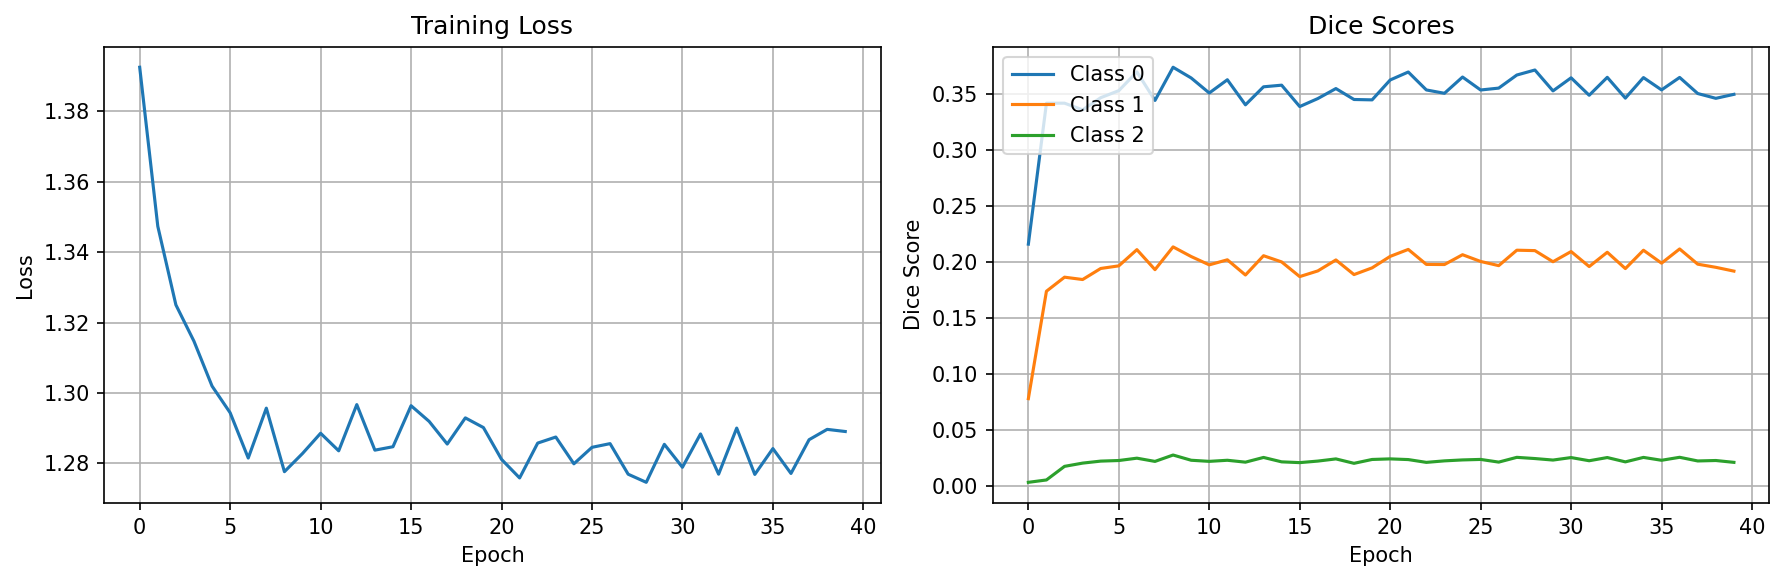 Training Loss
Loss
1.38
1.36
1.34
1.32
1.30
1.28
0 5 10 15 20 25 30 35 40
Epoch
Dice Scores
Class 0
Class 1
Class 2
Dice Score
0.35
0.30
0.25
0.20
0.15
0.10
0.05
0.00
0 5 10 15 20 25 30 35 40
Epoch